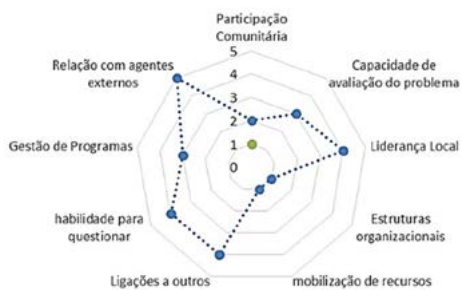 Participação
Comunitária
5
4
3
2
1
0
Capacidade de
avaliação do problema
Liderança Local
Estruturas
organizacionais
mobilização de recursos
Ligações a outros
habilidade para
questionar
Gestão de Programas
Relação com agentes
externos